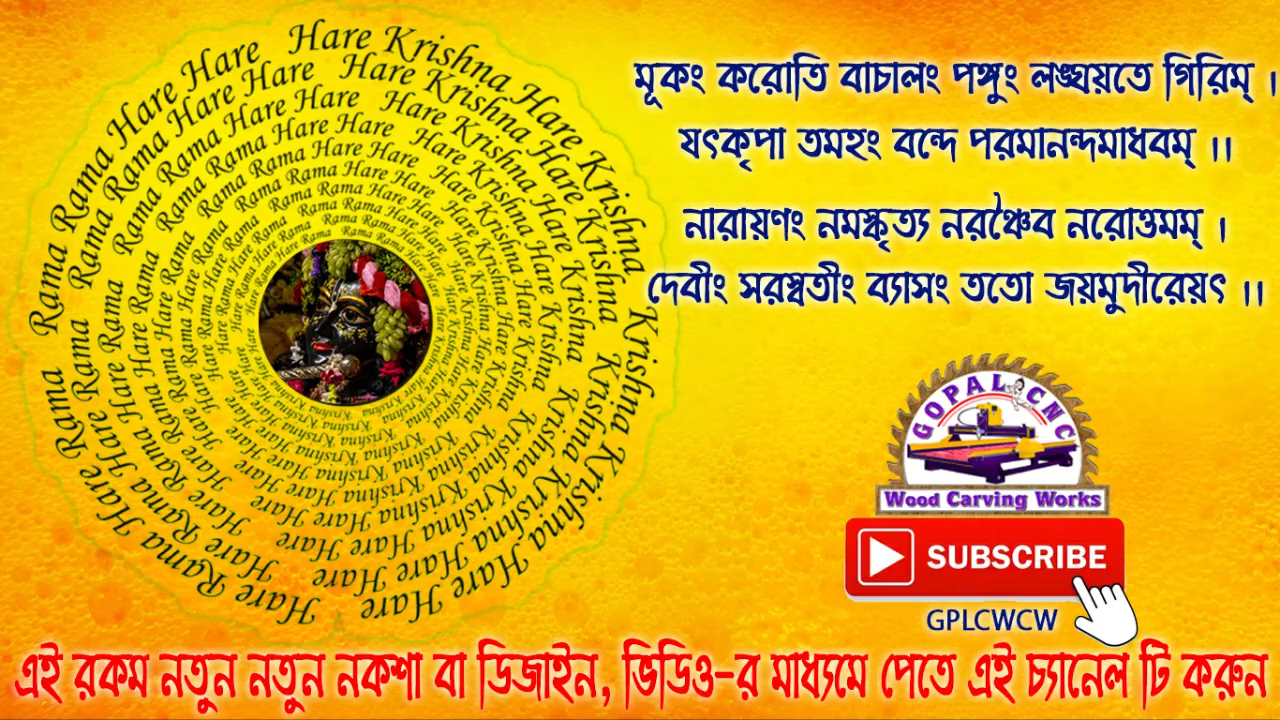 Hare Krishna Hare Krishna Krishna Krishna Hare Hare
Hare Rama Hare Rama Rama Rama Hare Hare
মূকং করোতি বাচালং পঙ্গুং লঙ্ঘয়তে গিরিম্ ।
যৎকৃপা তমহং বন্দে পরমানন্দমাধবম্ ।।
নারায়ণং নমস্কৃত্য নরঞ্চৈব নরোত্তমম্ ।
দেবীং সরস্বতীং ব্যাসং ততো জয়মুদীরেয়ৎ ।।
GOPAL CNC
Wood Carving Works
SUBSCRIBE
GPLCWCW
এই রকম নতুন নতুন নকশা বা ডিজাইন, ভিডিও-র মাধ্যমে পেতে এই চ্যানেল টি করুন